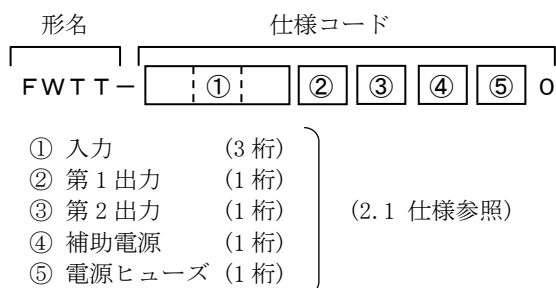 形名 仕様コード
FWTT- ① ② ③ ④ ⑤ 0
① 入力 (3桁)
② 第1出力 (1桁)
③ 第2出力 (1桁) (2.1 仕様参照)
④ 補助電源 (1桁)
⑤ 電源ヒューズ (1桁)